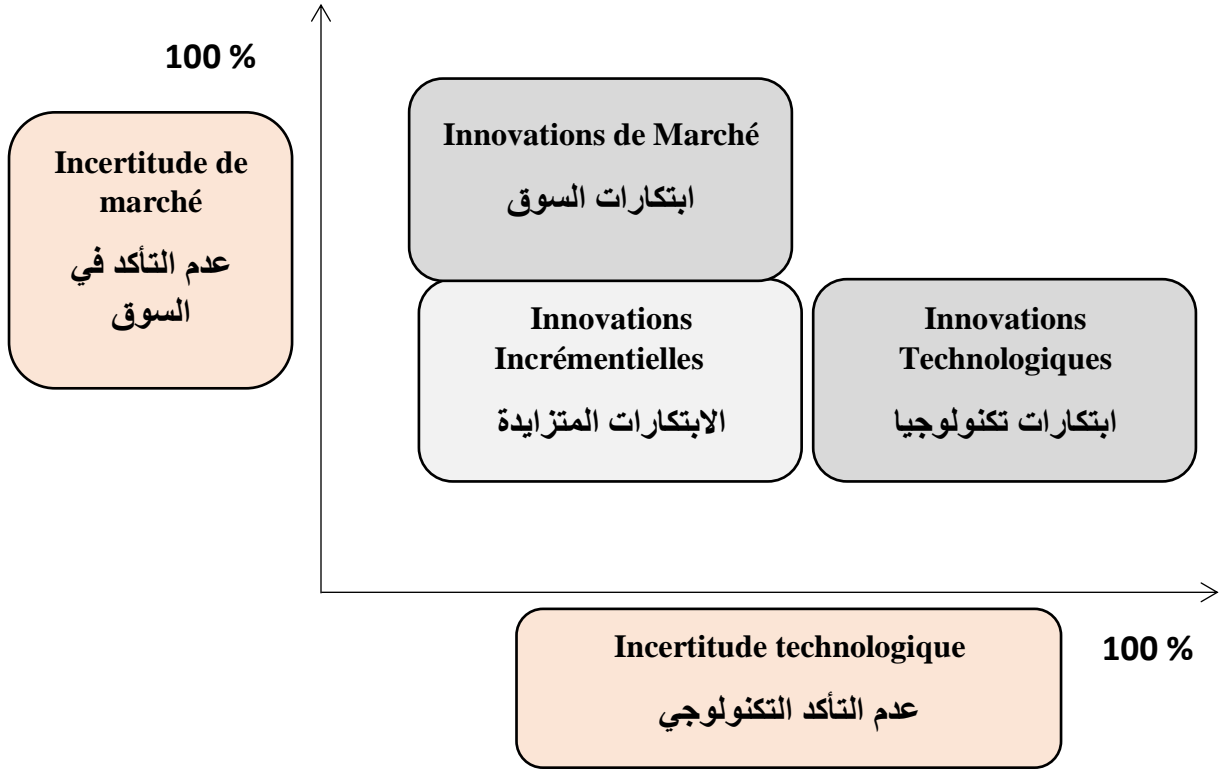 100 %
Incertitude de
marché
عدم التأكد في
السوق
Innovations de Marché
ابتكارات السوق
Innovations
Incrémentielles
الابتكارات المتزايدة
Innovations
Technologiques
ابتكارات تكنولوجيا
Incertitude technologique
عدم التأكد التكنولوجي
100 %